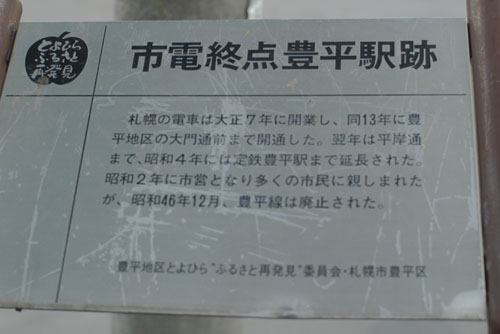 とよひら
ふるさと
再発見
市電終点豊平駅跡
札幌の電車は大正7年に開業し、同13年に豊
平地区の大門通前まで開通した。翌年は平岸通
まで、昭和4年には定鉄豊平駅まで延長された。
昭和2年に市営となり多くの市民に親しまれた
が、昭和46年12月、豊平線は廃止された。
豊平地区とよひら“ふるさと再発見”委員会・札幌市豊平区